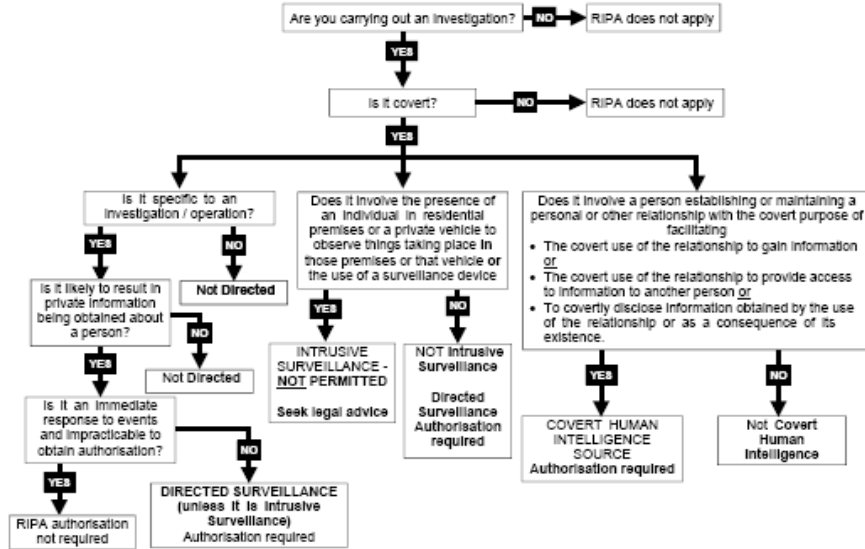 Are you carrying out an investigation?
NO
RIPA does not apply
YES
Is it covert?
NO
RIPA does not apply
YES
Is it specific to an
investigation / operation?
YES
NO
Not Directed
Is it likely to result in
private information
being obtained about
a person?
NO
Not Directed
YES
Is it an immediate
response to events
and impracticable to
obtain authorisation?
YES
NO
RIPA authorisation
not required
DIRECTED SURVEILLANCE
(unless it is Intrusive
Surveillance)
Authorisation required
Does it involve the presence of
an individual in residential
premises or a private vehicle to
observe things taking place in
those premises or that vehicle or
the use of a surveillance device
YES
NO
INTRUSIVE
SURVEILLANCE -
NOT PERMITTED
Seek legal advice
NOT Intrusive
Surveillance
Directed
Surveillance
Authorisation
required
Does it involve a person establishing or maintaining a
personal or other relationship with the covert purpose of
facilitating
• The covert use of the relationship to gain information
or
• The covert use of the relationship to provide access
to information to another person or
• To covertly disclose information obtained by the use
of the relationship or as a consequence of its
existence.
YES
NO
COVERT HUMAN
INTELLIGENCE
SOURCE
Authorisation required
Not Covert
Human
Intelligence